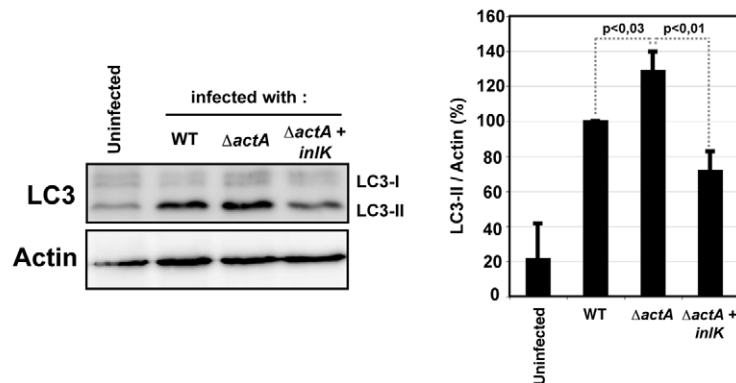 Uninfected
infected with :
WT
ΔactA
ΔactA +
inlK
LC3
LC3-I
LC3-II
Actin
LC3-II / Actin (%)
160
140
120
100
80
60
40
20
0
p<0,03
p<0,01
Uninfected
WT
ΔactA
ΔactA +
inlK